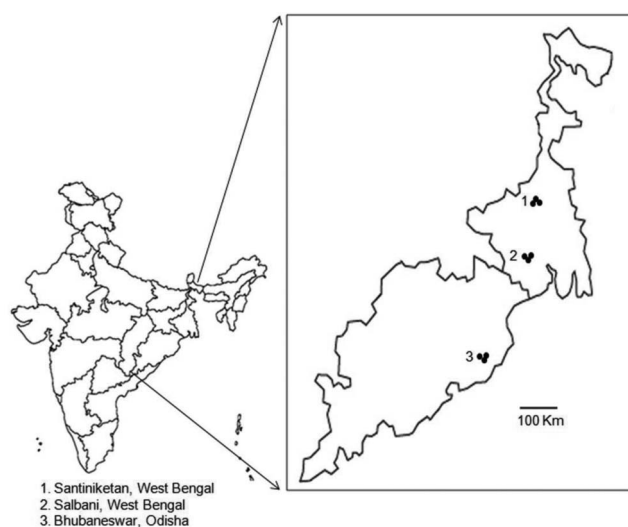 1
2
3
100 Km
1. Santiniketan, West Bengal
2. Salbani, West Bengal
3. Bhubaneswar, Odisha